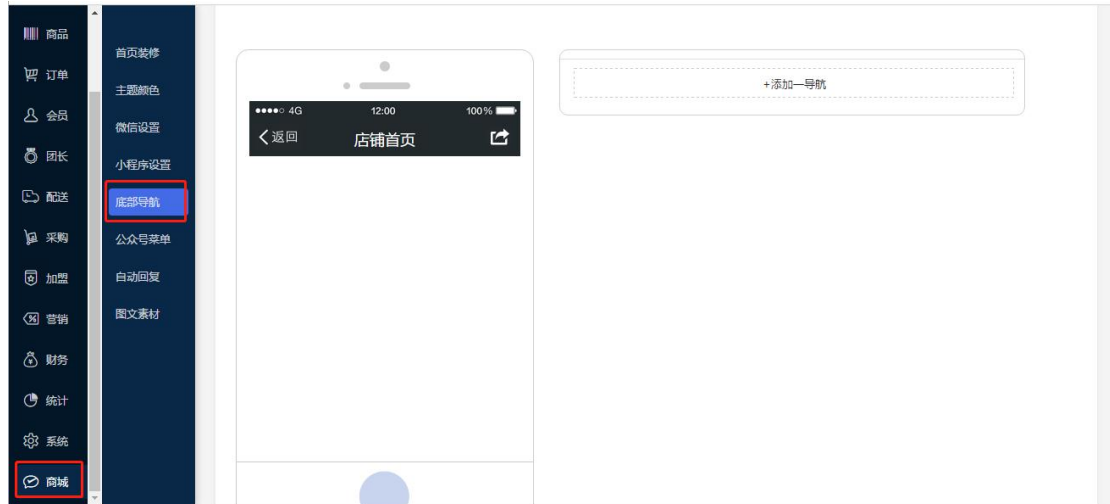 商品
订单
会员
团长
配送
采购
加盟
营销
财务
统计
系统
商城
首页装修
主题颜色
微信设置
小程序设置
底部导航
公众号菜单
自动回复
图文素材
4G 12:00 100%
返回 店铺首页
+添加一导航